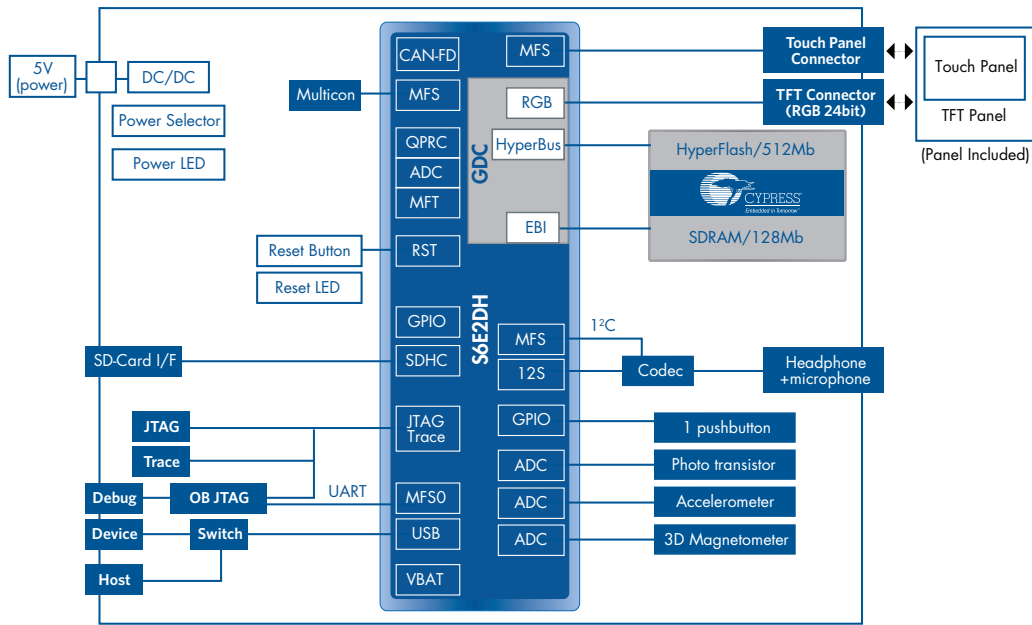 5V
(power)
DC/DC
Power Selector
Power LED
Multicon
Reset Button
Reset LED
SD-Card I/F
JTAG
Trace
Debug
OB JTAG
UART
Device
Switch
Host
CAN-FD
MFS
QPRC
ADC
MFT
RST
GPIO
SDHC
JTAG
Trace
MFS0
USB
VBAT
S6E2DH
GDC
MFS
RGB
HyperBus
EBI
MFS
12S
GPIO
ADC
ADC
ADC
Touch Panel
Connector
TFT Connector
(RGB 24bit)
Touch Panel
TFT Panel
(Panel Included)
HyperFlash/512Mb
CYPRESS
Embedded in Tomorrow
SDRAM/128Mb
1²C
Codec
Headphone
+microphone
1 pushbutton
Photo transistor
Accelerometer
3D Magnetometer